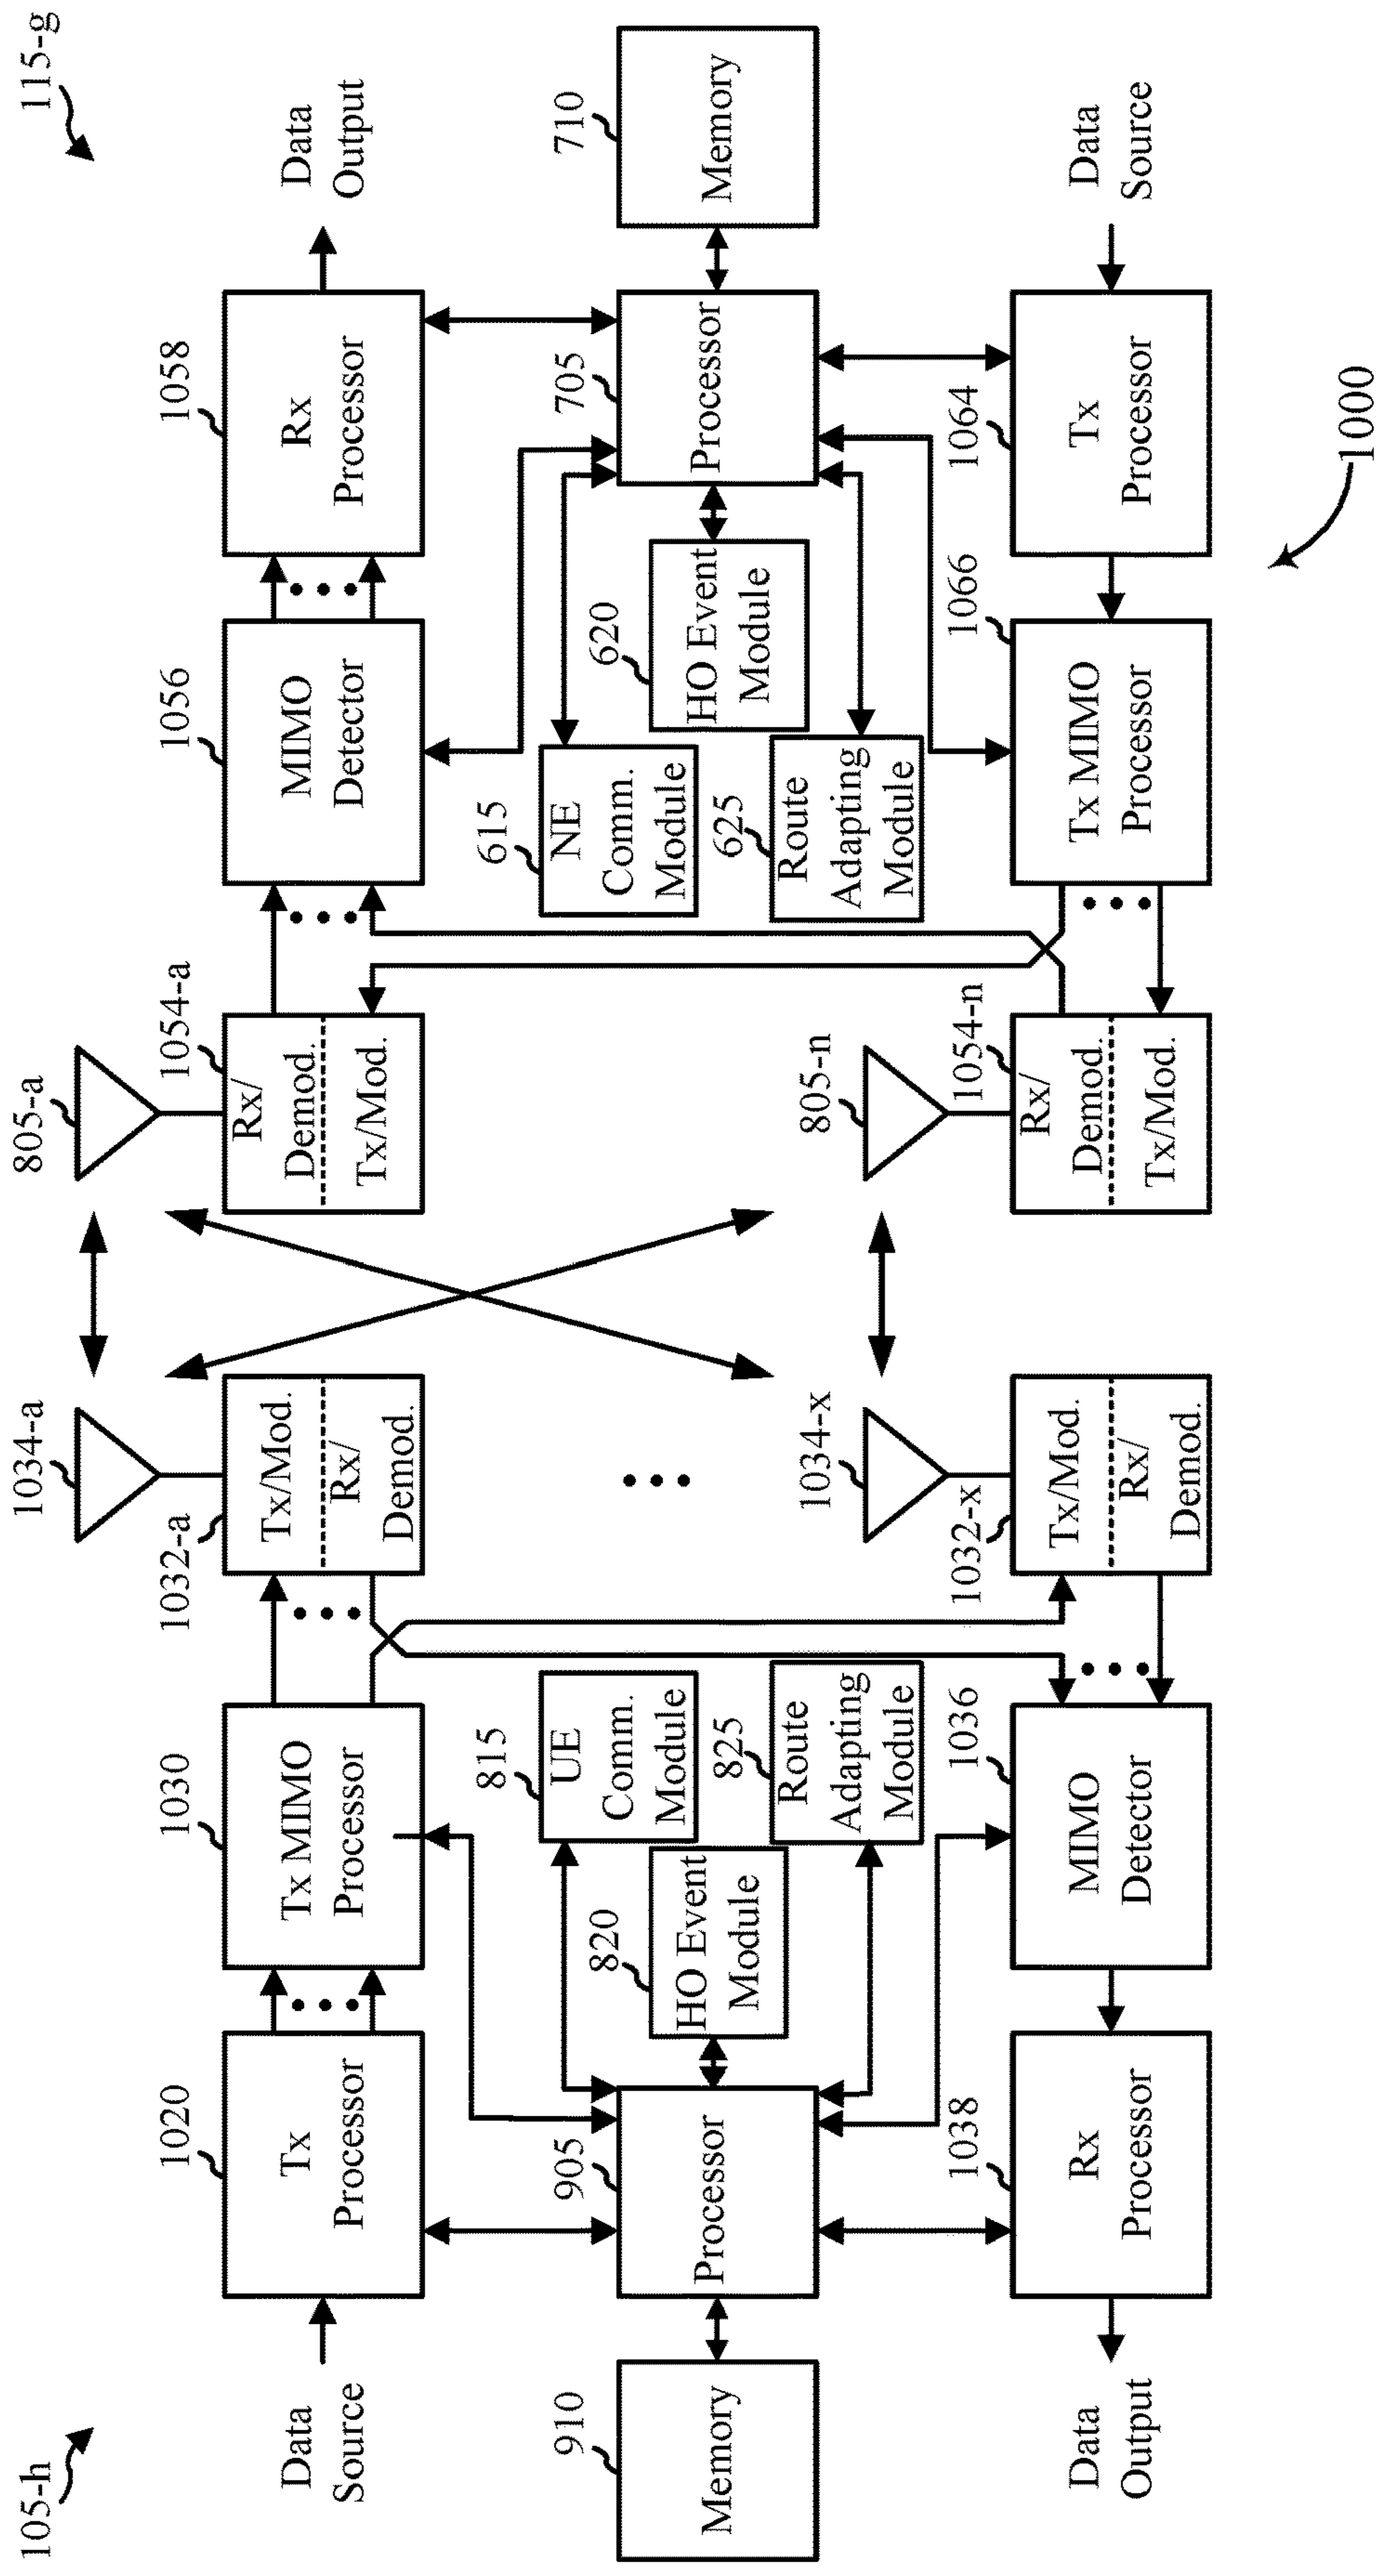 105-h
115-g
Data
Source
1020
Tx
Processor
1030
Tx MIMO
Processor
1032-a
Tx/Mod.
Rx/
Demod.
1034-a
805-a
1054-a
Rx/
Demod.
Tx/Mod.
1056
MIMO
Detector
1058
Rx
Processor
Data
Output
910
Memory
905
Processor
820
HO Event
Module
815
UE
Comm.
Module
825
Route
Adapting
Module
615
NE
Comm.
Module
625
Route
Adapting
Module
620
HO Event
Module
705
Processor
710
Memory
Data
Output
1038
Rx
Processor
1036
MIMO
Detector
1032-x
Tx/Mod.
Rx/
Demod.
1034-x
805-n
1054-n
Rx/
Demod.
Tx/Mod.
1066
Tx MIMO
Processor
1064
Tx
Processor
Data
Source
1000